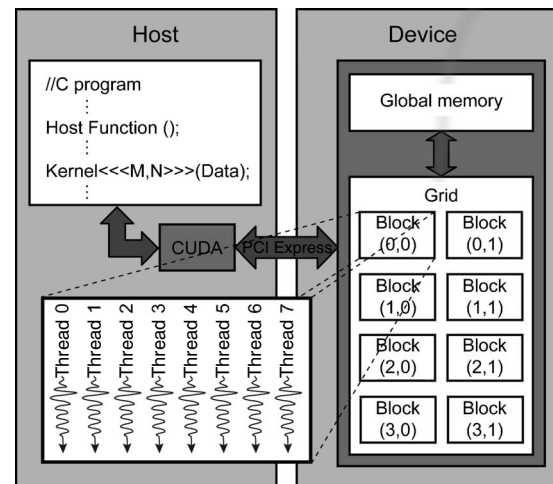 Host
//C program
⋮
Host Function ();
⋮
Kernel<<<M,N>>>(Data);
⋮
CUDA
PCI Express
Thread 0
Thread 1
Thread 2
Thread 3
Thread 4
Thread 5
Thread 6
Thread 7
Device
Global memory
Grid
Block
(0,0)
Block
(0,1)
Block
(1,0)
Block
(1,1)
Block
(2,0)
Block
(2,1)
Block
(3,0)
Block
(3,1)